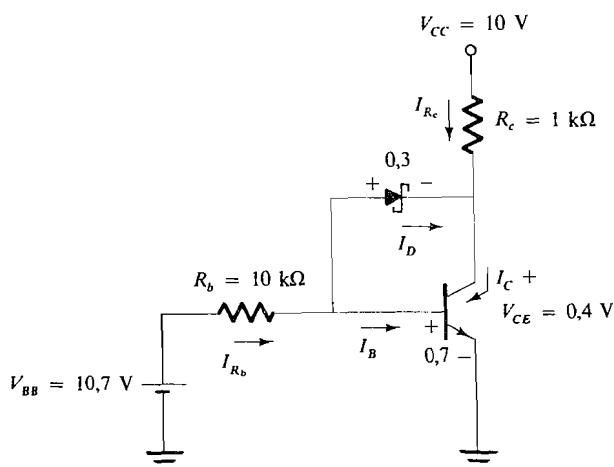 V_CC = 10 V
I_Rc
R_c = 1 kΩ
0,3
+ −
I_D
R_b = 10 kΩ
I_C +
V_CE = 0,4 V
I_Rb
I_B
+
0,7 −
V_BB = 10,7 V